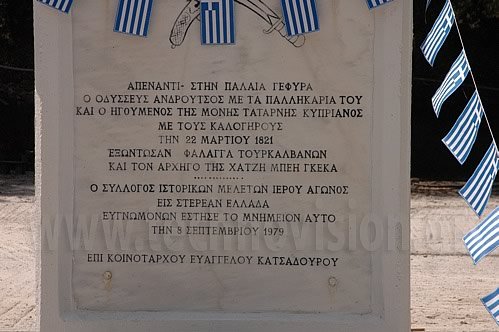 ΑΠΕΝΑΝΤΙ - ΣΤΗΝ ΠΑΛΑΙΑ ΓΕΦΥΡΑ
Ο ΟΔΥΣΣΕΥΣ ΑΝΔΡΟΥΤΣΟΣ ΜΕ ΤΑ ΠΑΛΛΗΚΑΡΙΑ ΤΟΥ
ΚΑΙ Ο ΗΓΟΥΜΕΝΟΣ ΤΗΣ ΜΟΝΗΣ ΤΑΤΑΡΝΗΣ ΚΥΠΡΙΑΝΟΣ
ΜΕ ΤΟΥΣ ΚΑΛΟΓΗΡΟΥΣ
ΤΗΝ 22 ΜΑΡΤΙΟΥ 1821
ΕΞΩΝΤΩΣΑΝ ΦΑΛΑΓΓΑ ΤΟΥΡΚΑΛΒΑΝΩΝ
ΚΑΙ ΤΟΝ ΑΡΧΗΓΟ ΤΗΣ ΧΑΤΖΗ ΜΠΕΗ ΓΚΕΚΑ
Ο ΣΥΛΛΟΓΟΣ ΙΣΤΟΡΙΚΩΝ ΜΕΛΕΤΩΝ ΙΕΡΟΥ ΑΓΩΝΟΣ
ΕΙΣ ΣΤΕΡΕΑΝ ΕΛΛΑΔΑ
ΕΥΓΝΩΜΟΝΩΝ ΕΣΤΗΣΕ ΤΟ ΜΝΗΜΕΙΟΝ ΑΥΤΟ
ΤΗΝ 8 ΣΕΠΤΕΜΒΡΙΟΥ 1979
ΕΠΙ ΚΟΙΝΟΤΑΡΧΟΥ ΕΥΑΓΓΕΛΟΥ ΚΑΤΣΑΔΟΥΡΟΥ